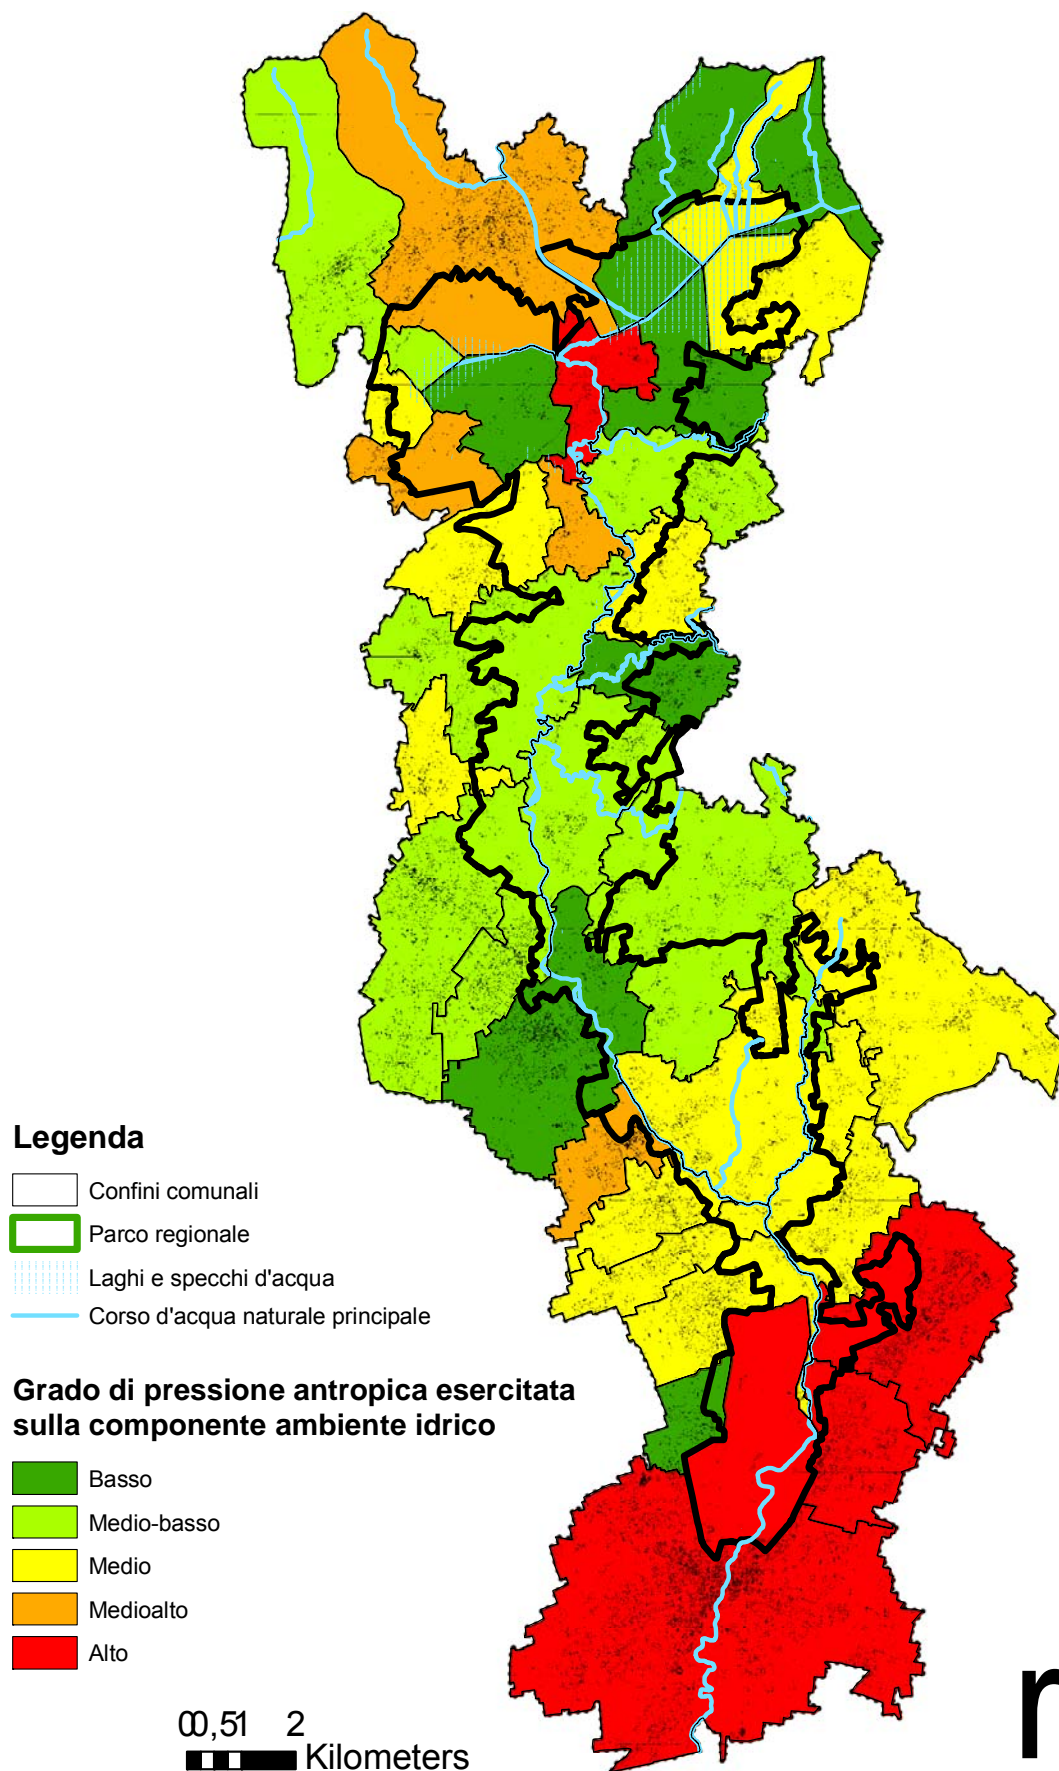 Legenda
Confini comunali
Parco regionale
Laghi e specchi d'acqua
Corso d'acqua naturale principale
Grado di pressione antropica esercitata
sulla componente ambiente idrico
Basso
Medio-basso
Medio
Medioalto
Alto
00,51 2
Kilometers
r